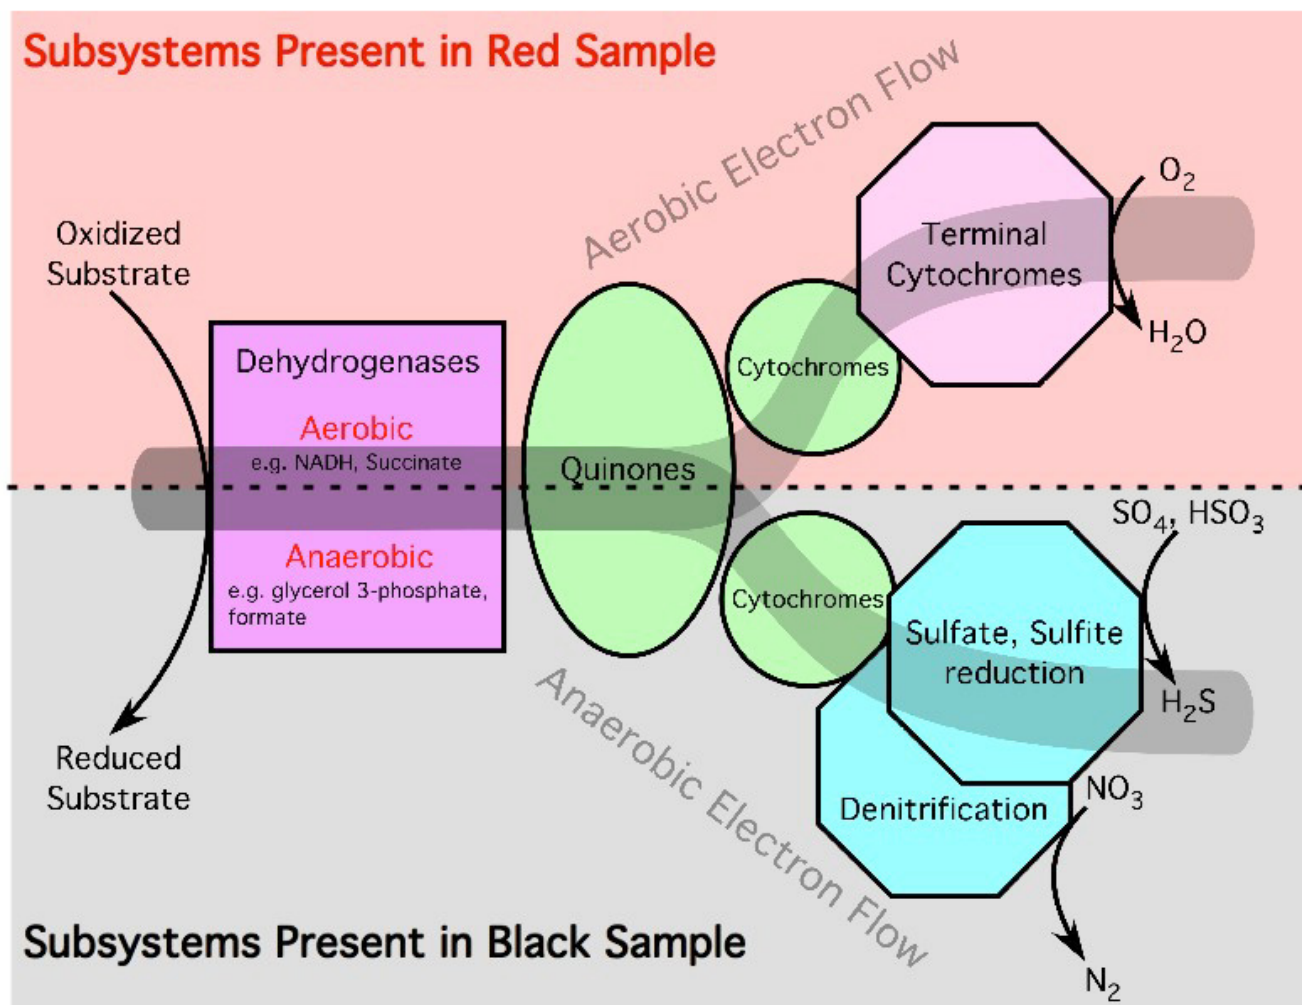 Subsystems Present in Red Sample
Aerobic Electron Flow
O₂
Terminal
Cytochromes
H₂O
Oxidized
Substrate
Dehydrogenases
Aerobic
e.g. NADH, Succinate
Anaerobic
e.g. glycerol 3-phosphate,
formate
Quinones
Cytochromes
Cytochromes
SO₄, HSO₃
Sulfate, Sulfite
reduction
H₂S
Reduced
Substrate
Denitrification
NO₃
N₂
Anaerobic Electron Flow
Subsystems Present in Black Sample